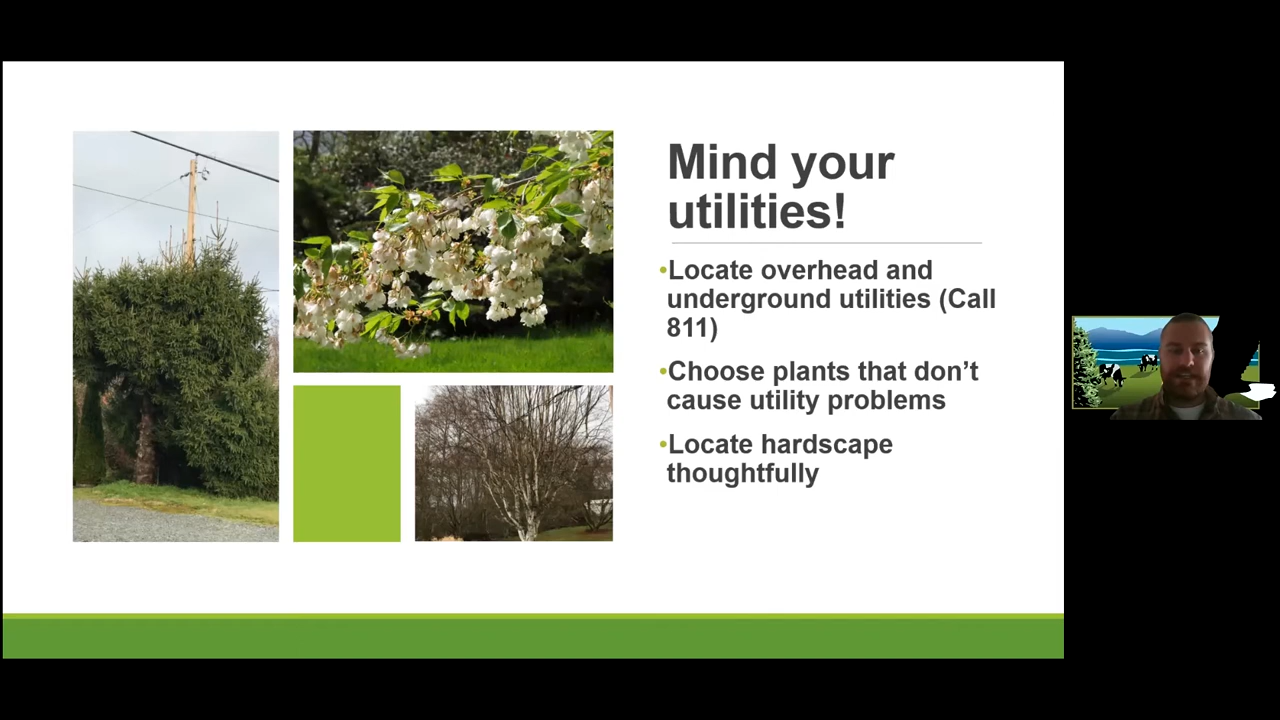 Mind your
utilities!
•Locate overhead and
underground utilities (Call
811)
•Choose plants that don’t
cause utility problems
•Locate hardscape
thoughtfully